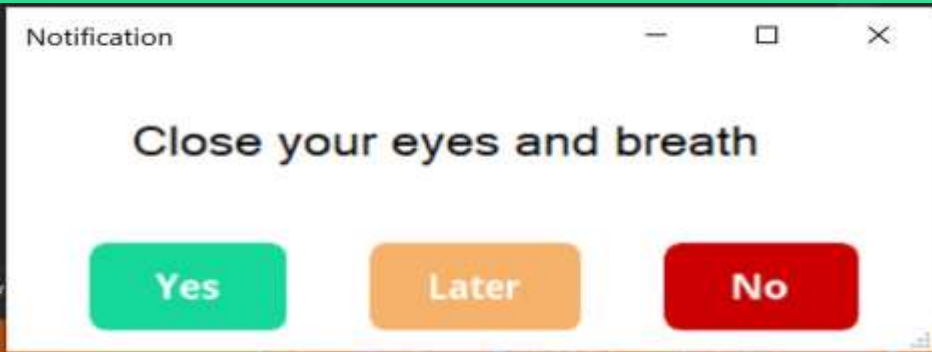 Notification
Close your eyes and breath
Yes Later No